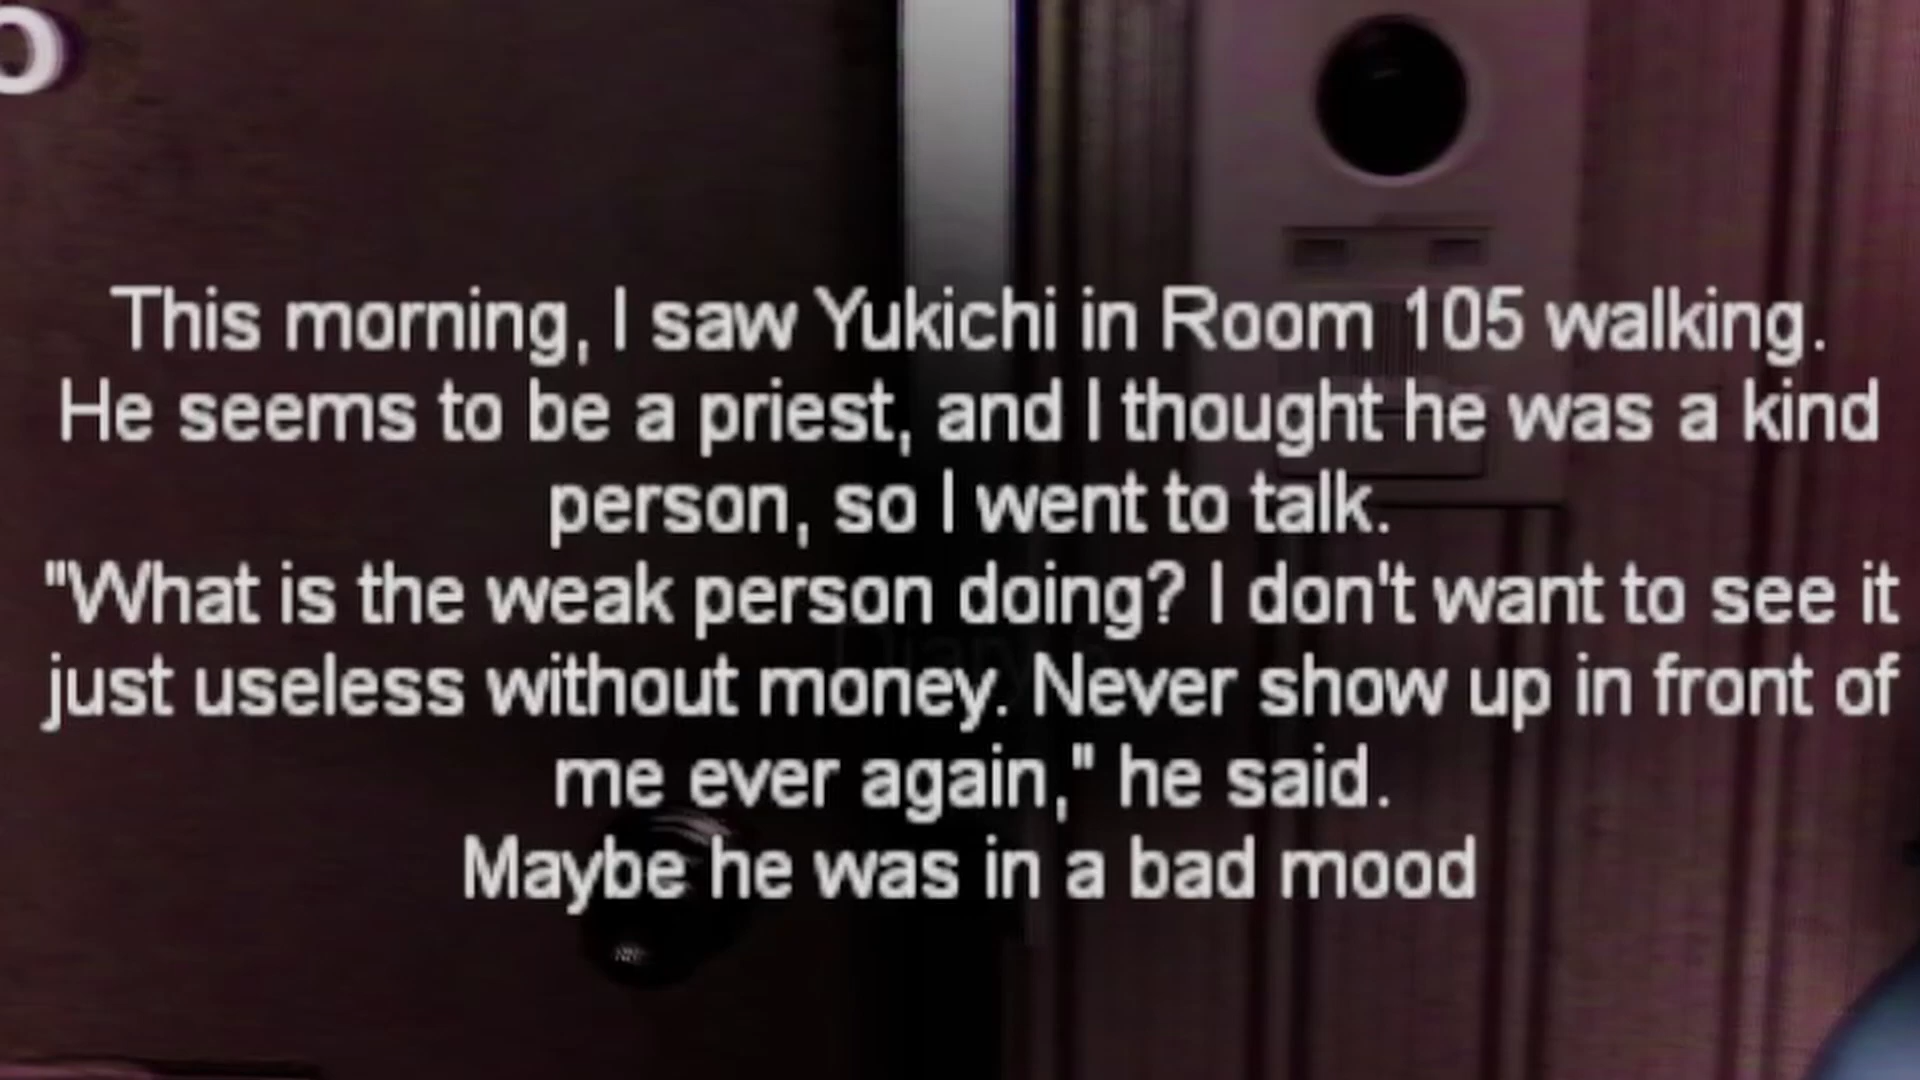 This morning, I saw Yukichi in Room 105 walking.
He seems to be a priest, and I thought he was a kind
person, so I went to talk.
"What is the weak person doing? I don't want to see it
just useless without money. Never show up in front of
me ever again," he said.
Maybe he was in a bad mood